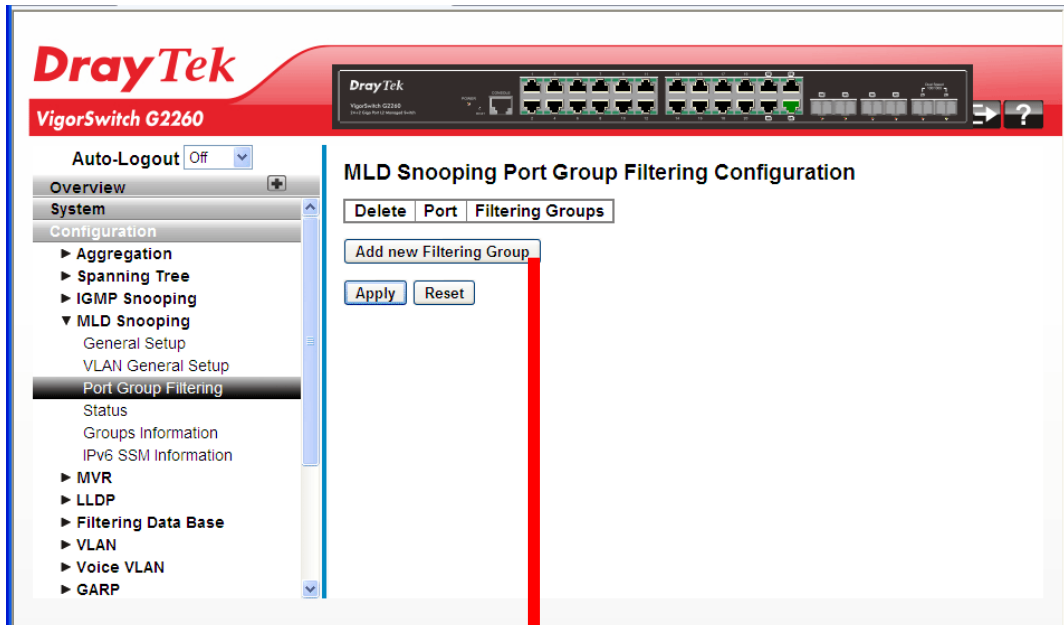 DrayTek
VigorSwitch G2260
DrayTek
VigorSwitch G2260
CONSOLE
?
Auto-Logout Off
Overview
System
Configuration
Aggregation
Spanning Tree
IGMP Snooping
MLD Snooping
General Setup
VLAN General Setup
Port Group Filtering
Status
Groups Information
IPv6 SSM Information
MVR
LLDP
Filtering Data Base
VLAN
Voice VLAN
GARP
MLD Snooping Port Group Filtering Configuration
Delete Port Filtering Groups
Add new Filtering Group
Apply Reset